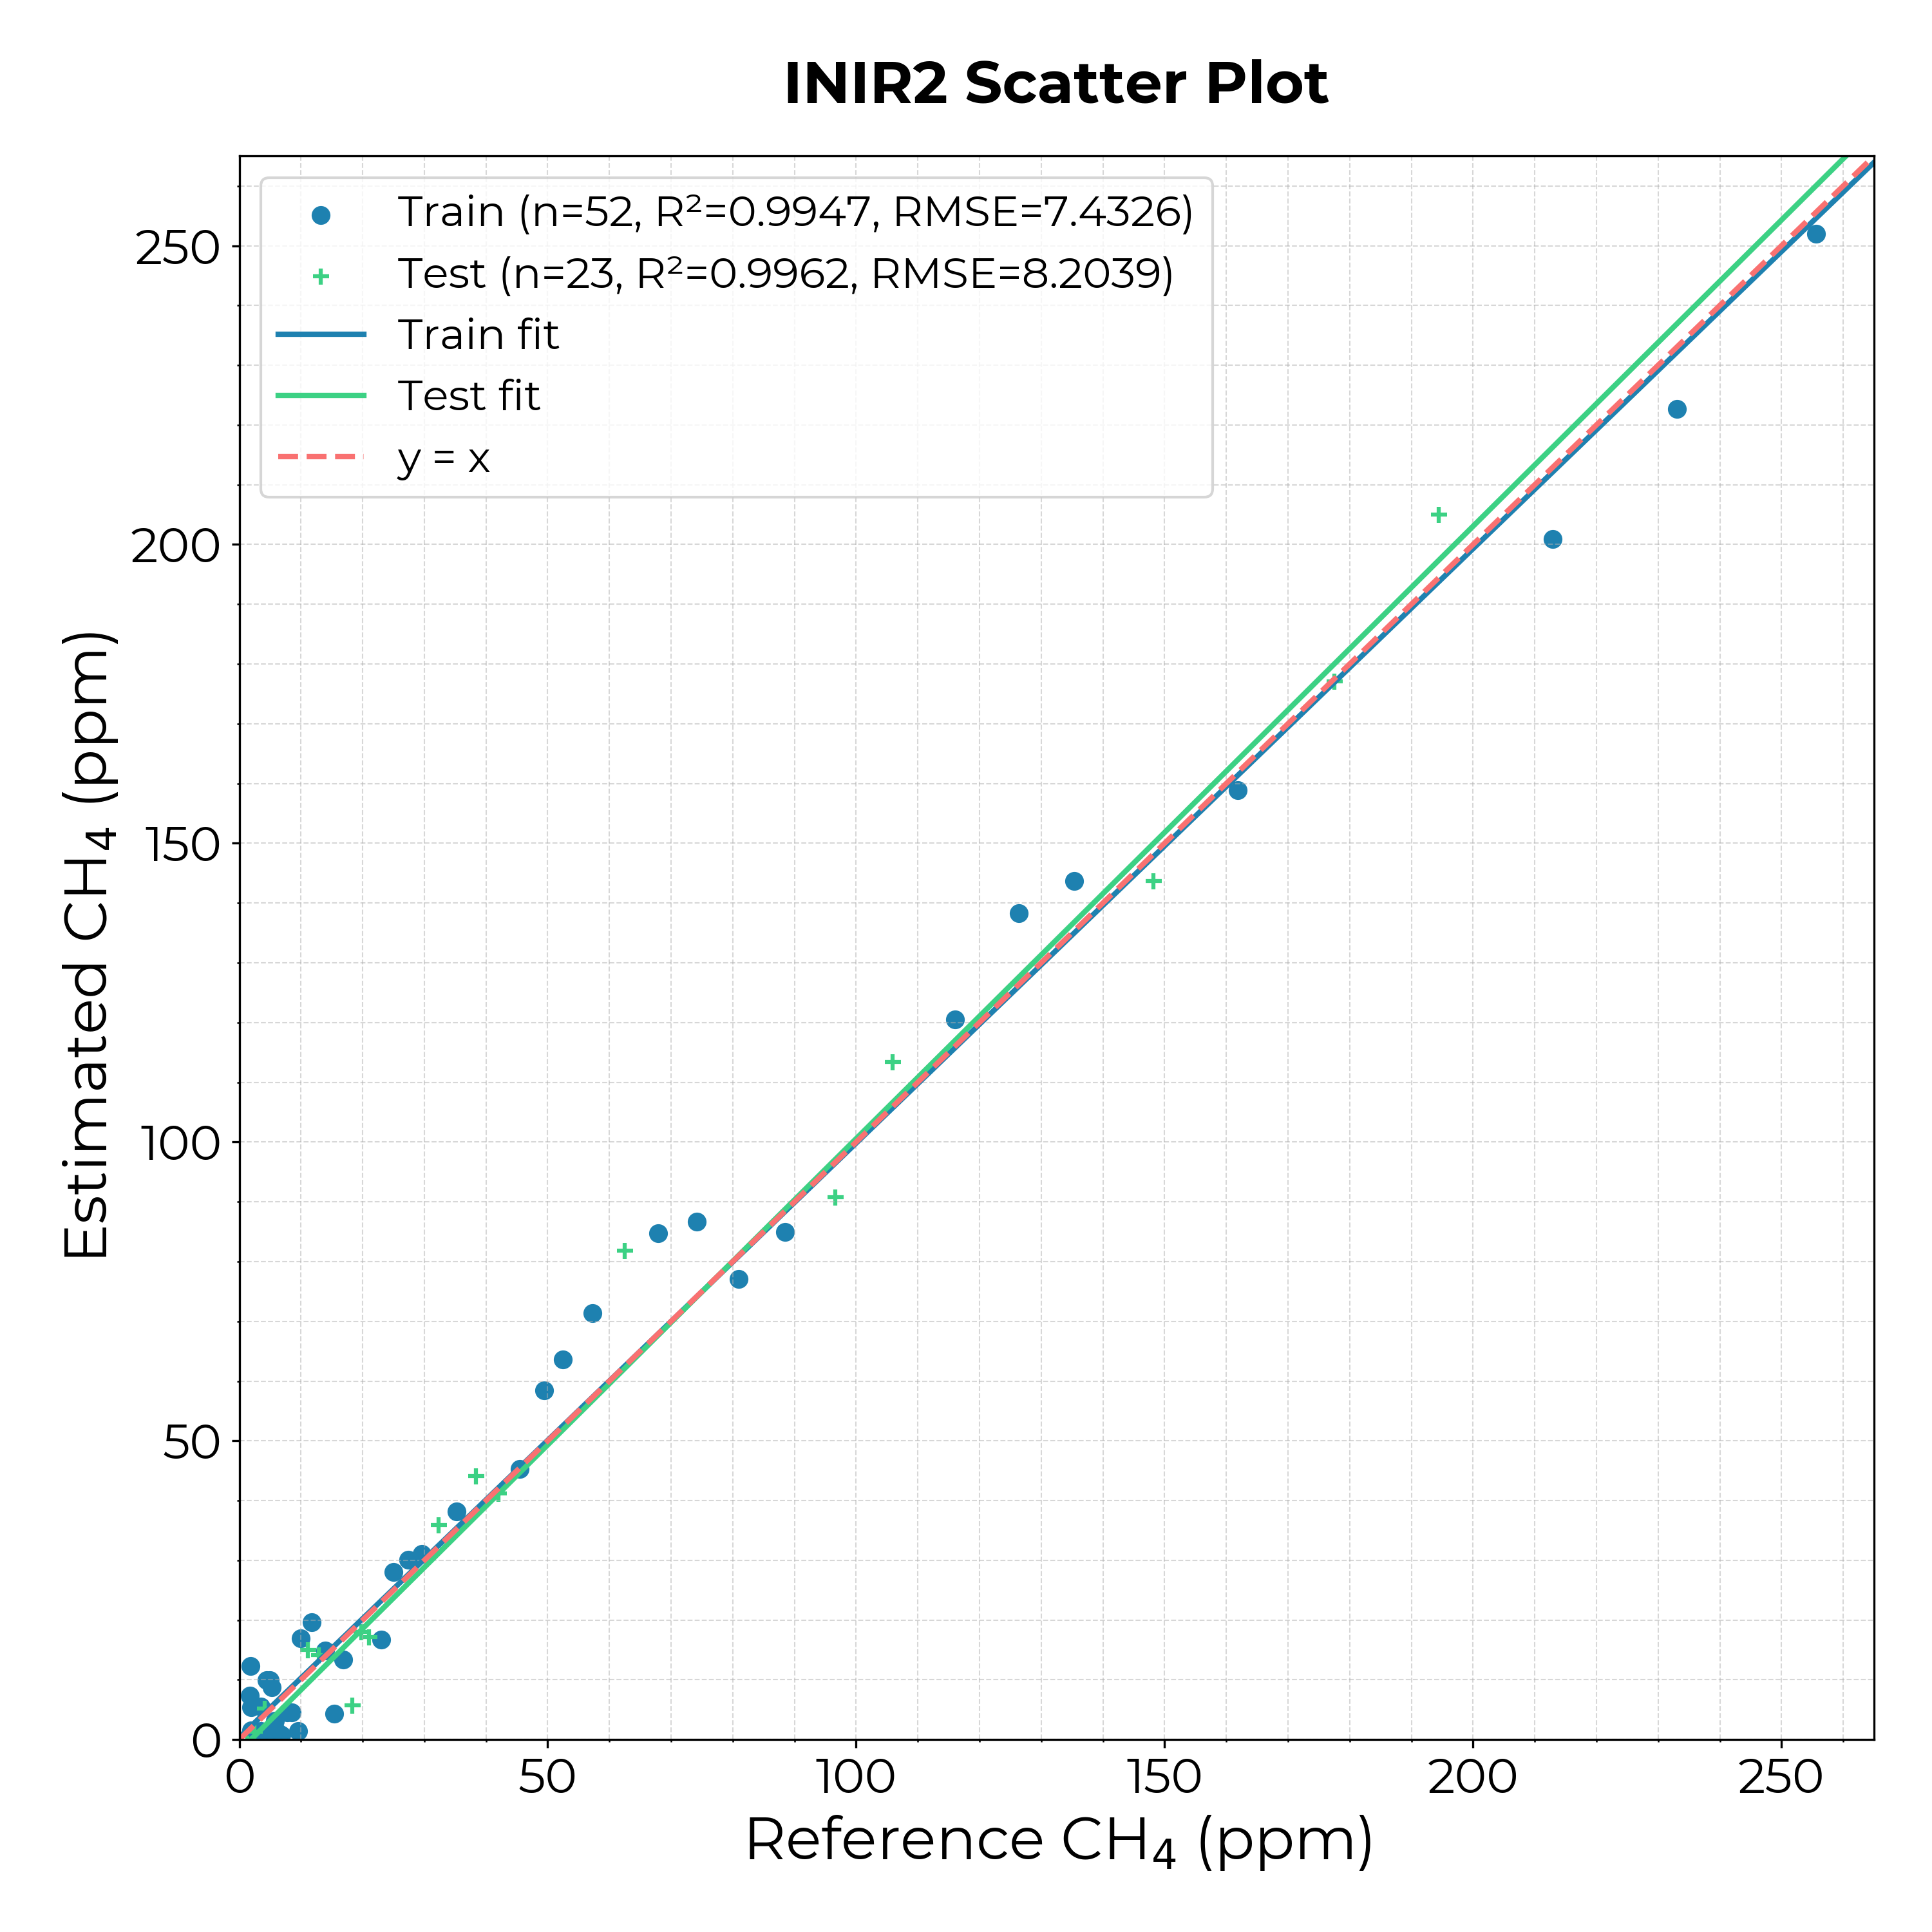 INIR2 Scatter Plot
Train (n=52, R²=0.9947, RMSE=7.4326)
Test (n=23, R²=0.9962, RMSE=8.2039)
Train fit
Test fit
y = x
Estimated CH₄ (ppm)
250
200
150
100
50
0
0 50 100 150 200 250
Reference CH₄ (ppm)